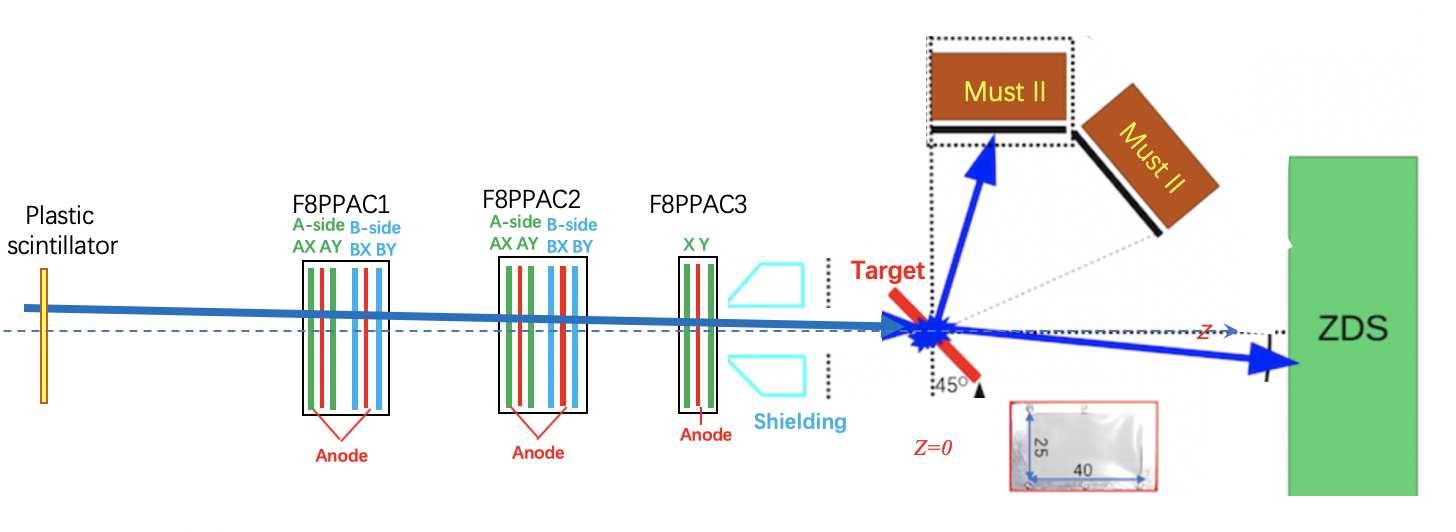 Plastic
scintillator
F8PPAC1
A-side B-side
AX AY BX BY
Anode
F8PPAC2
A-side B-side
AX AY BX BY
Anode
F8PPAC3
X Y
Anode
Shielding
Target
45°
Z=0
Must II
Must II
z
ZDS
25
40